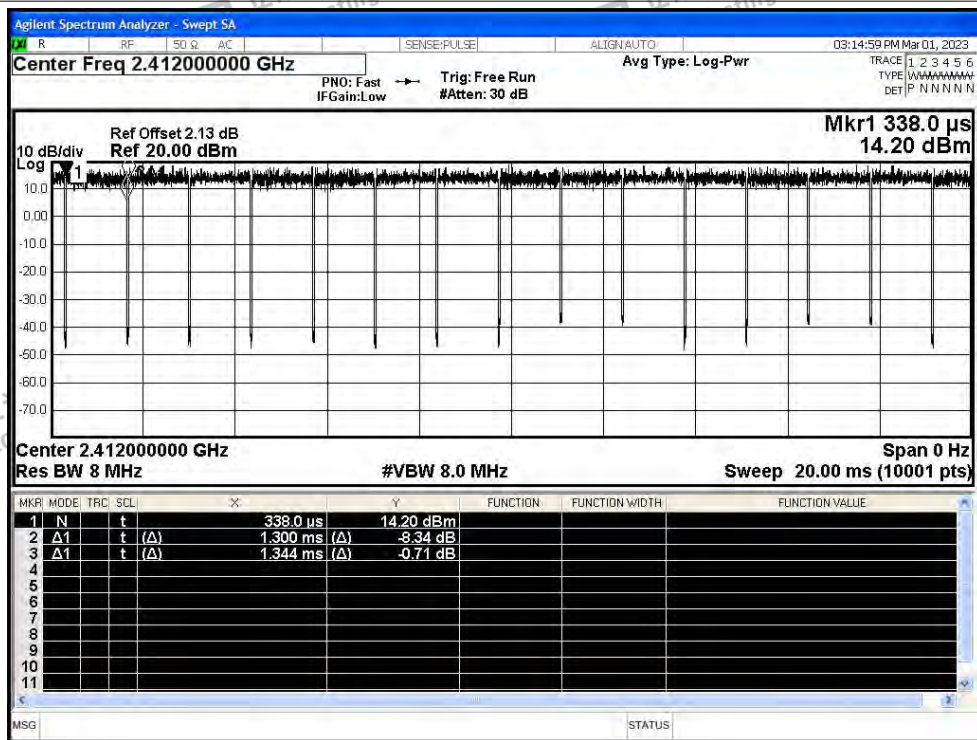 Agilent Spectrum Analyzer - Swept SA
R RF 50 Ω AC SENSE:PULSE ALIGNAUTO 03:14:59 PM Mar 01, 2023
Center Freq 2.412000000 GHz
PNO: Fast
IFGain:Low
Trig: Free Run
#Atten: 30 dB
Avg Type: Log-Pwr
TRACE 1 2 3 4 5 6
TYPE
DET P N N N N N
Mkr1 338.0 µs
14.20 dBm
Ref Offset 2.13 dB
10 dB/div Ref 20.00 dBm
Log
1
10.0
0.00
-10.0
-20.0
-30.0
-40.0
-50.0
-60.0
-70.0
Center 2.412000000 GHz Span 0 Hz
Res BW 8 MHz #VBW 8.0 MHz Sweep 20.00 ms (10001 pts)
MKR MODE TRC SCL X Y FUNCTION FUNCTION WIDTH FUNCTION VALUE
1 N t 338.0 µs 14.20 dBm
2 Δ1 t (Δ) 1.300 ms (Δ) -8.34 dB
3 Δ1 t (Δ) 1.344 ms (Δ) -0.71 dB
4
5
6
7
8
9
10
11
MSG STATUS